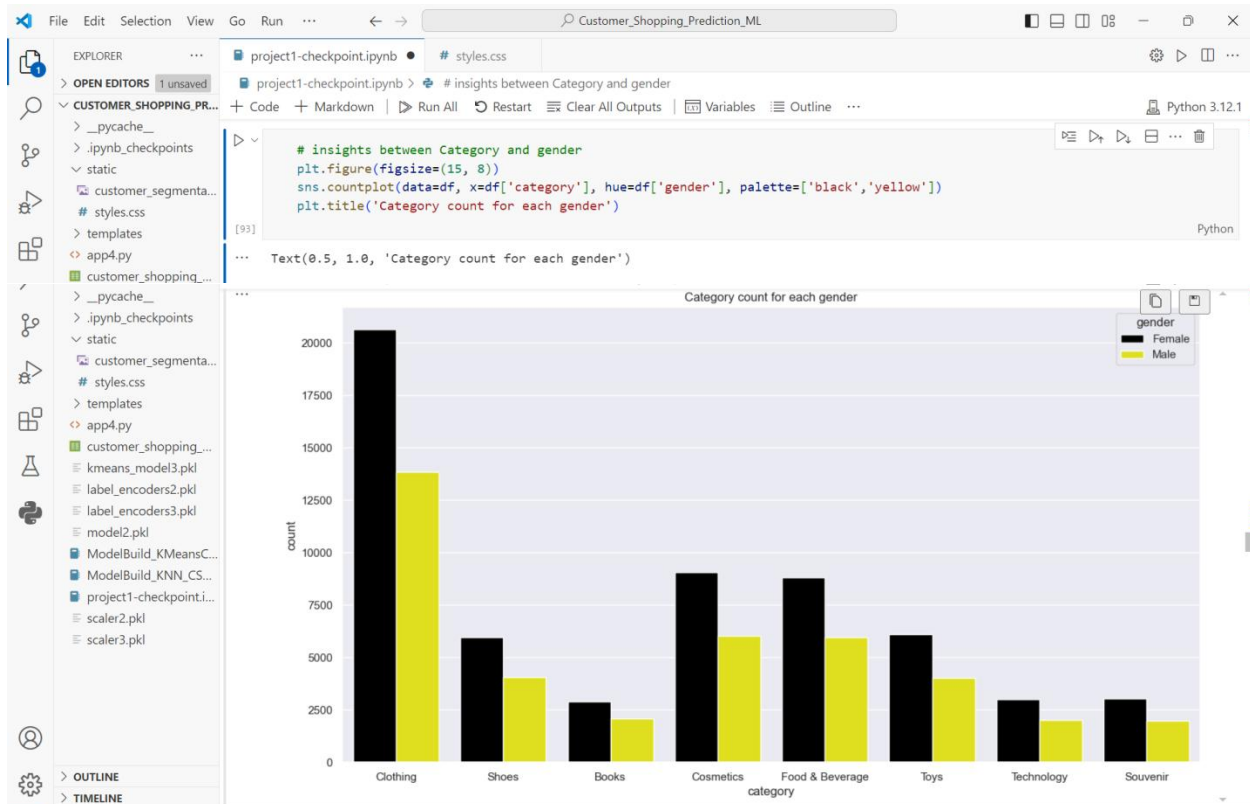 File Edit Selection View Go Run ··· ← → Customer_Shopping_Prediction_ML
EXPLORER ···
project1-checkpoint.ipynb ● # styles.css
> OPEN EDITORS 1 unsaved
project1-checkpoint.ipynb > # insights between Category and gender
CUSTOMER_SHOPPING_PR...
+ Code + Markdown | Run All Restart Clear All Outputs | Variables Outline ··· Python 3.12.1
> __pycache__
> .ipynb_checkpoints
static
customer_segmenta...
# styles.css
> templates
<> app4.py
customer_shopping_...
1
# insights between Category and gender
plt.figure(figsize=(15, 8))
sns.countplot(data=df, x=df['category'], hue=df['gender'], palette=['black','yellow'])
plt.title('Category count for each gender')
[93] Python
··· Text(0.5, 1.0, 'Category count for each gender')
> __pycache__
> .ipynb_checkpoints
static
customer_segmenta...
# styles.css
> templates
<> app4.py
customer_shopping_...
kmeans_model3.pkl
label_encoders2.pkl
label_encoders3.pkl
model2.pkl
ModelBuild_KMeansC...
ModelBuild_KNN_CS...
project1-checkpoint.i...
scaler2.pkl
scaler3.pkl
> OUTLINE
> TIMELINE
···
Category count for each gender
gender
Female
Male
20000
17500
15000
12500
10000
7500
5000
2500
0
count
Clothing Shoes Books Cosmetics Food & Beverage Toys Technology Souvenir
category